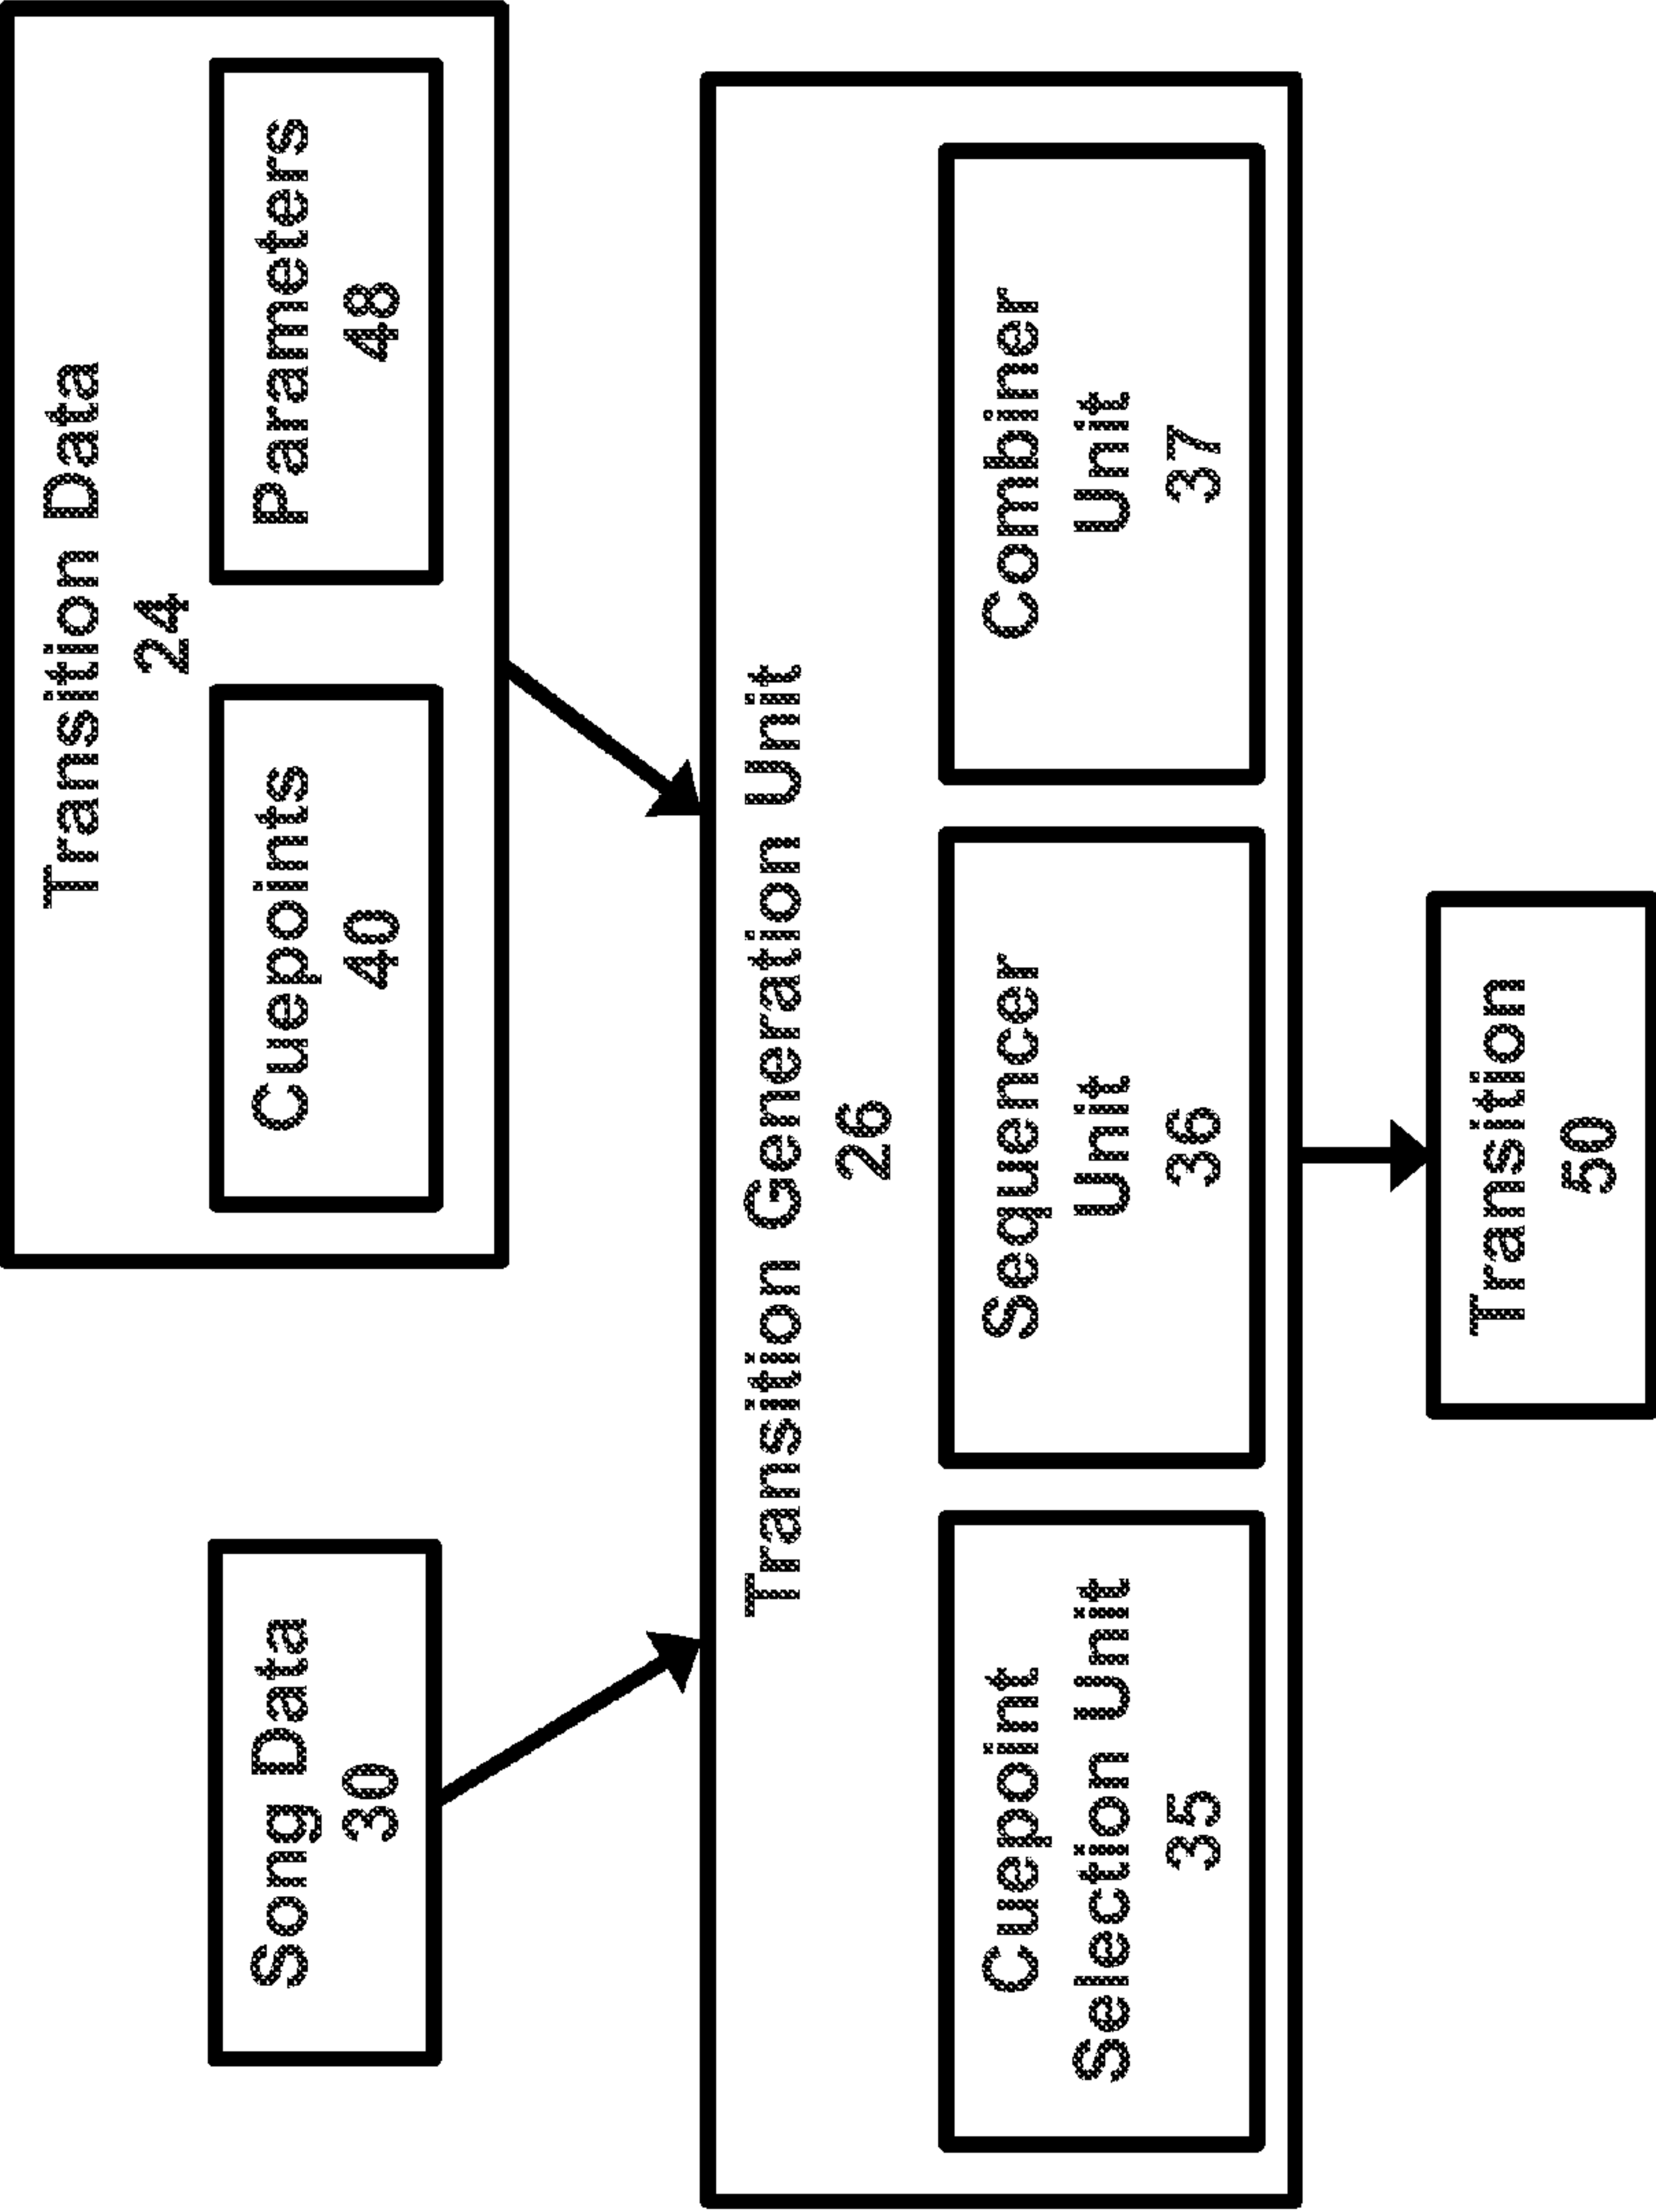 Transition Data
24
Song Data
30
Cuepoints
40
Parameters
48
Transition Generation Unit
26
Cuepoint
Selection Unit
35
Sequencer
Unit
36
Combiner
Unit
37
Transition
50